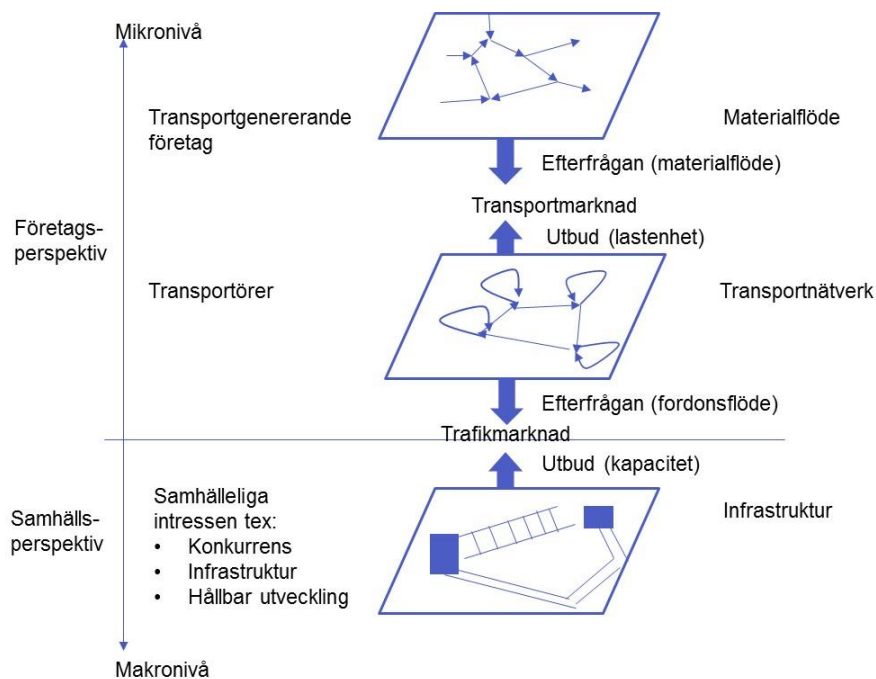 Mikronivå
Transportgenererande
företag
Materialflöde
Efterfrågan (materialflöde)
Transportmarknad
Företags-
perspektiv
Utbud (lastenhet)
Transportörer
Transportnätverk
Efterfrågan (fordonsflöde)
Trafikmarknad
Utbud (kapacitet)
Samhälls-
perspektiv
Samhälleliga
intressen tex:
• Konkurrens
• Infrastruktur
• Hållbar utveckling
Infrastruktur
Makronivå